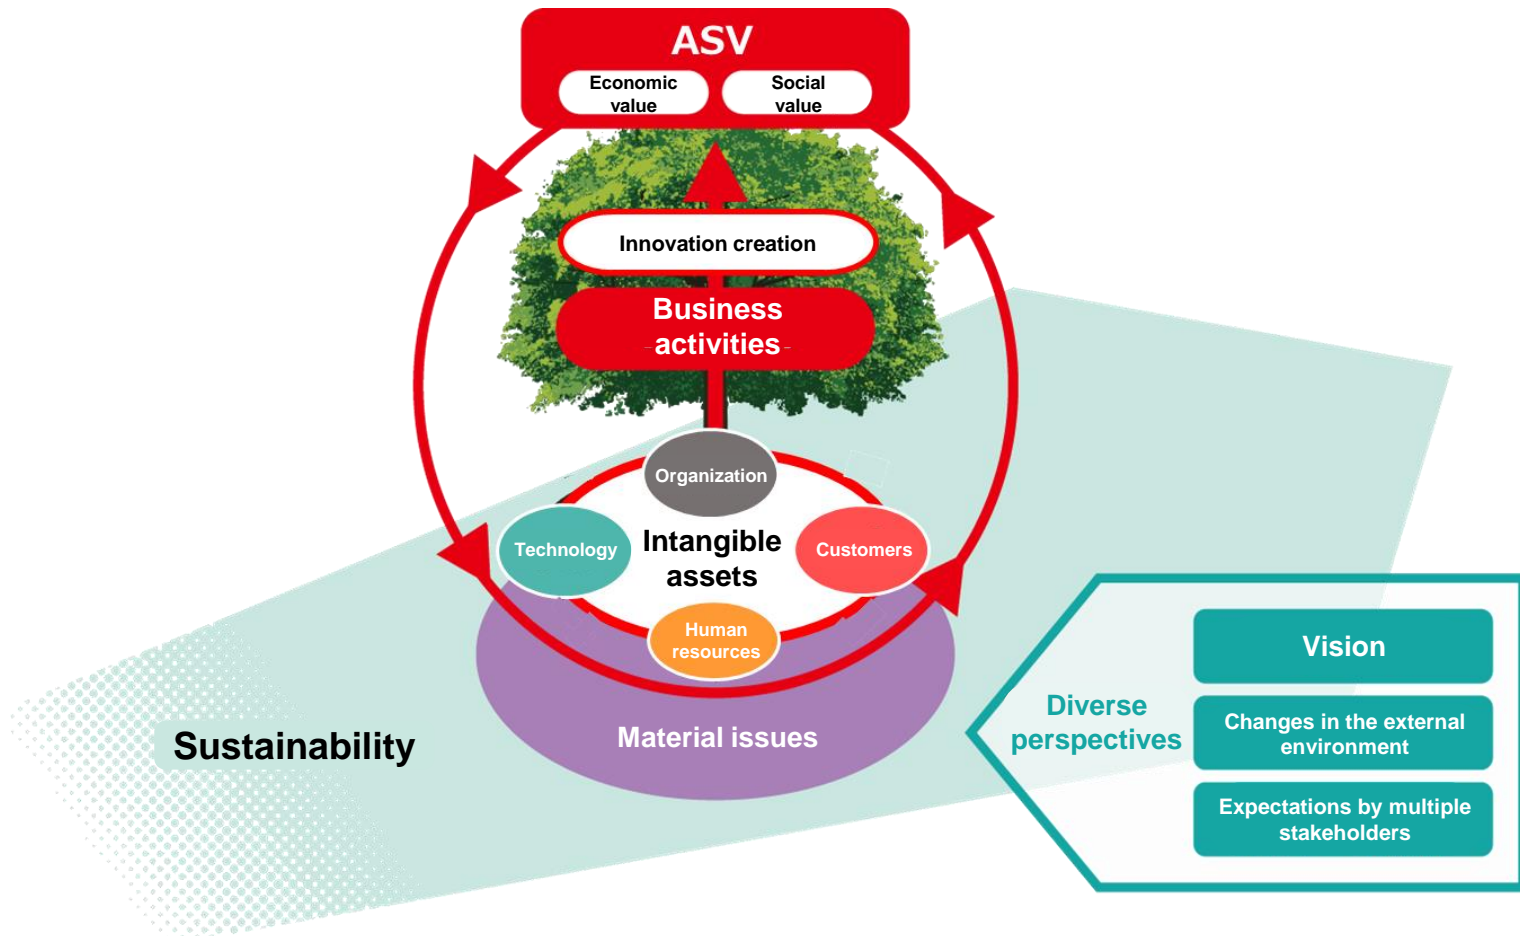 ASV
Economic
value
Social
value
Innovation creation
Business
activities
Organization
Technology
Intangible
assets
Customers
Human
resources
Material issues
Sustainability
Diverse
perspectives
Vision
Changes in the external
environment
Expectations by multiple
stakeholders